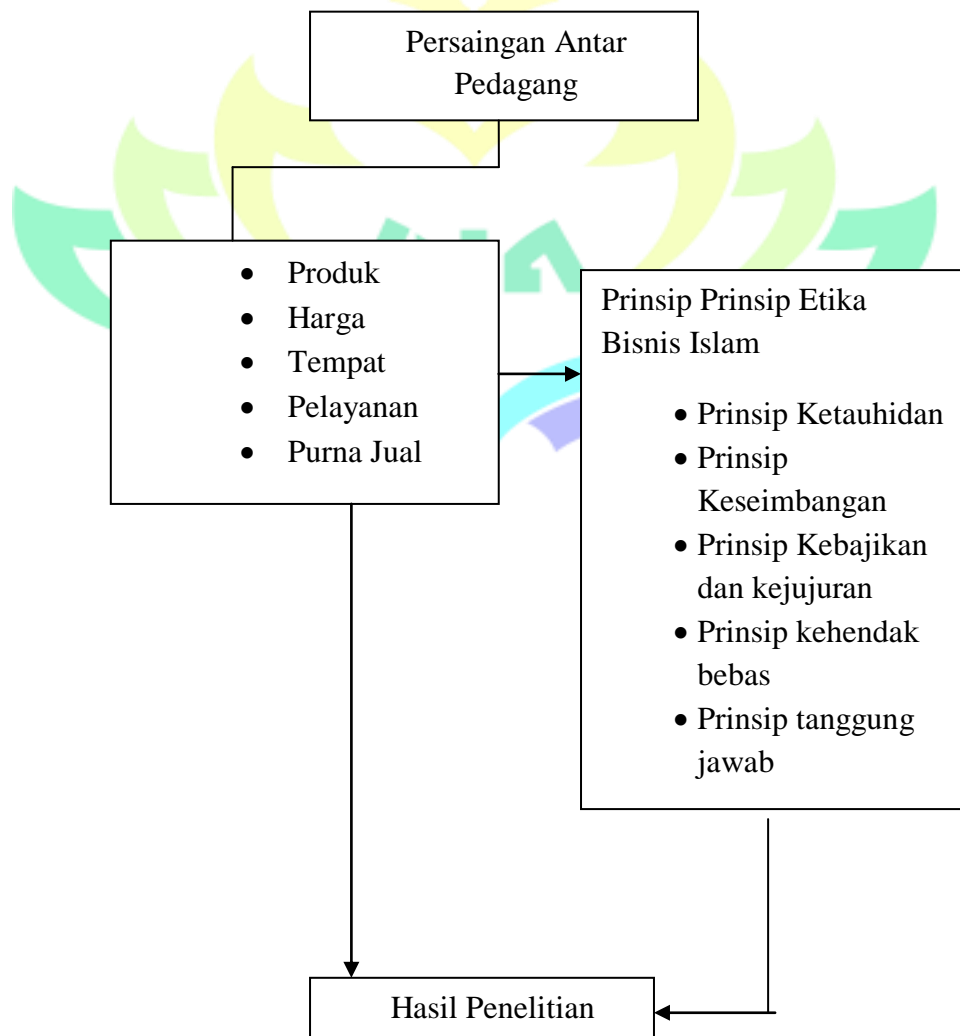 Persaingan Antar
Pedagang
• Produk
• Harga
• Tempat
• Pelayanan
• Purna Jual
Prinsip Prinsip Etika
Bisnis Islam
• Prinsip Ketauhidan
• Prinsip
Keseimbangan
• Prinsip Kebajikan
dan kejujuran
• Prinsip kehendak
bebas
• Prinsip tanggung
jawab
Hasil Penelitian